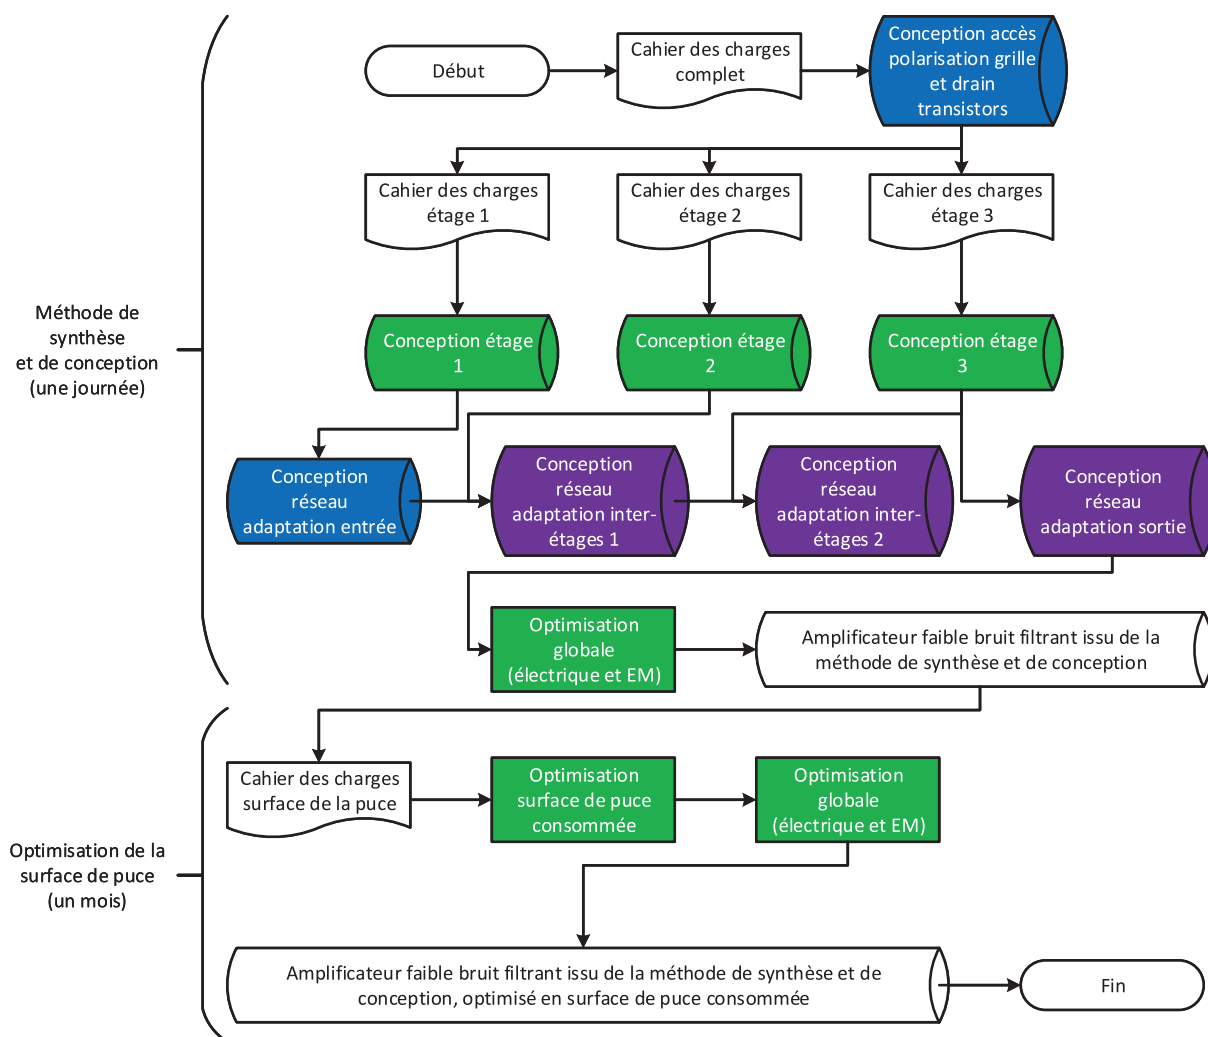 Début
Cahier des charges
complet
Conception accès
polarisation grille
et drain
transistors
Cahier des charges
étage 1
Cahier des charges
étage 2
Cahier des charges
étage 3
Méthode de
synthèse
et de conception
(une journée)
Conception étage
1
Conception étage
2
Conception étage
3
Conception
réseau
adaptation entrée
Conception
réseau
adaptation inter-
étages 1
Conception
réseau
adaptation inter-
étages 2
Conception
réseau
adaptation sortie
Optimisation
globale
(électrique et EM)
Amplificateur faible bruit filtrant issu de la
méthode de synthèse et de conception
Optimisation de la
surface de puce
(un mois)
Cahier des charges
surface de la puce
Optimisation
surface de puce
consommée
Optimisation
globale
(électrique et EM)
Amplificateur faible bruit filtrant issu de la méthode de synthèse et de
conception, optimisé en surface de puce consommée
Fin